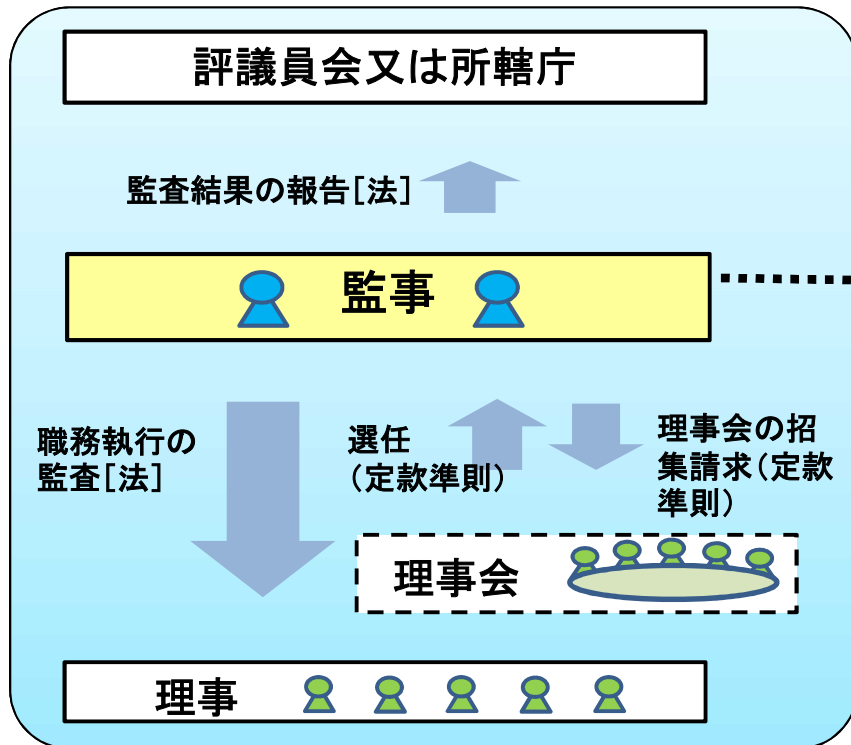 評議員会又は所轄庁
監査結果の報告[法]
監事
職務執行の
監査[法]
選任
(定款準則)
理事会の招
集請求(定款
準則)
理事会
理事